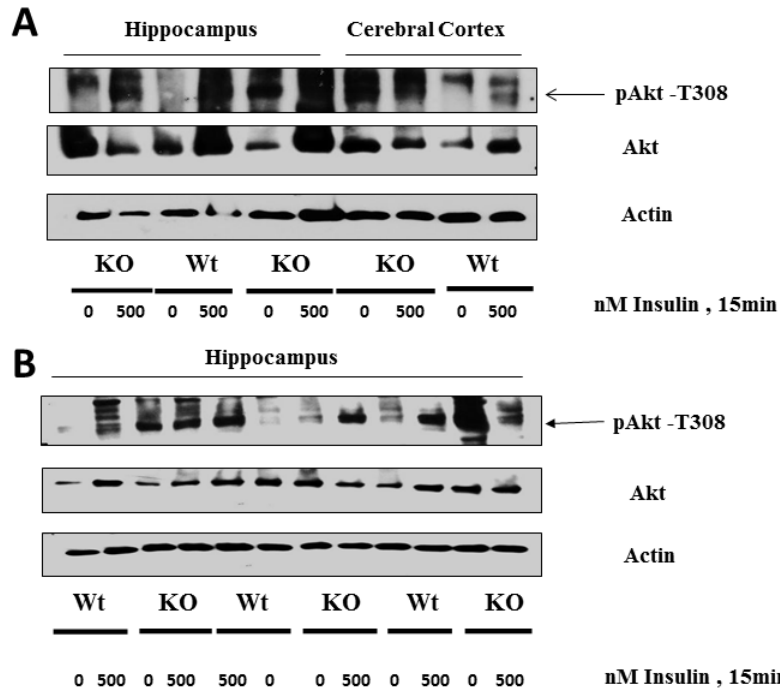 A
Hippocampus Cerebral Cortex
pAkt -T308
Akt
Actin
KO Wt KO KO Wt
0 500 0 500 0 500 0 500 0 500 nM Insulin , 15min
B
Hippocampus
pAkt -T308
Akt
Actin
Wt KO Wt KO Wt KO
0 500 0 500 500 0 0 500 0 500 0 500 nM Insulin , 15min